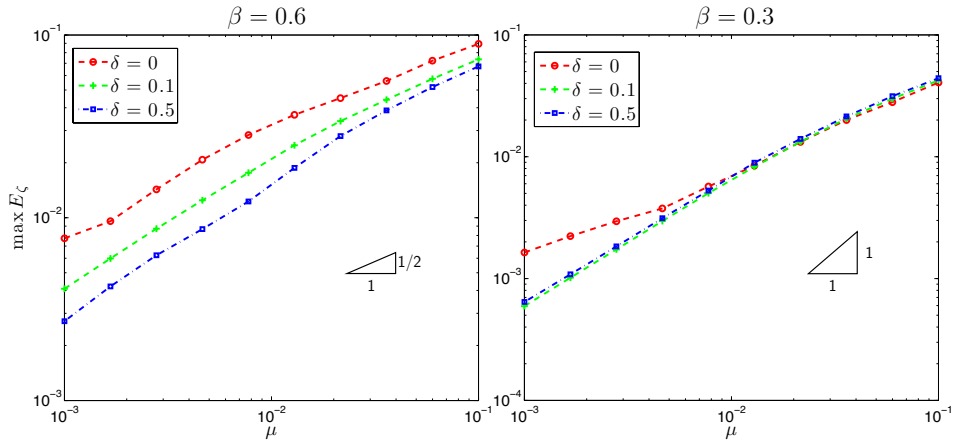 β = 0.6
10⁻¹
δ = 0
δ = 0.1
δ = 0.5
max E_ζ
10⁻²
1/2
1
10⁻³
10⁻³
10⁻²
10⁻¹
μ
β = 0.3
10⁻¹
δ = 0
δ = 0.1
δ = 0.5
10⁻²
1
1
10⁻³
10⁻⁴
10⁻³
10⁻²
10⁻¹
μ